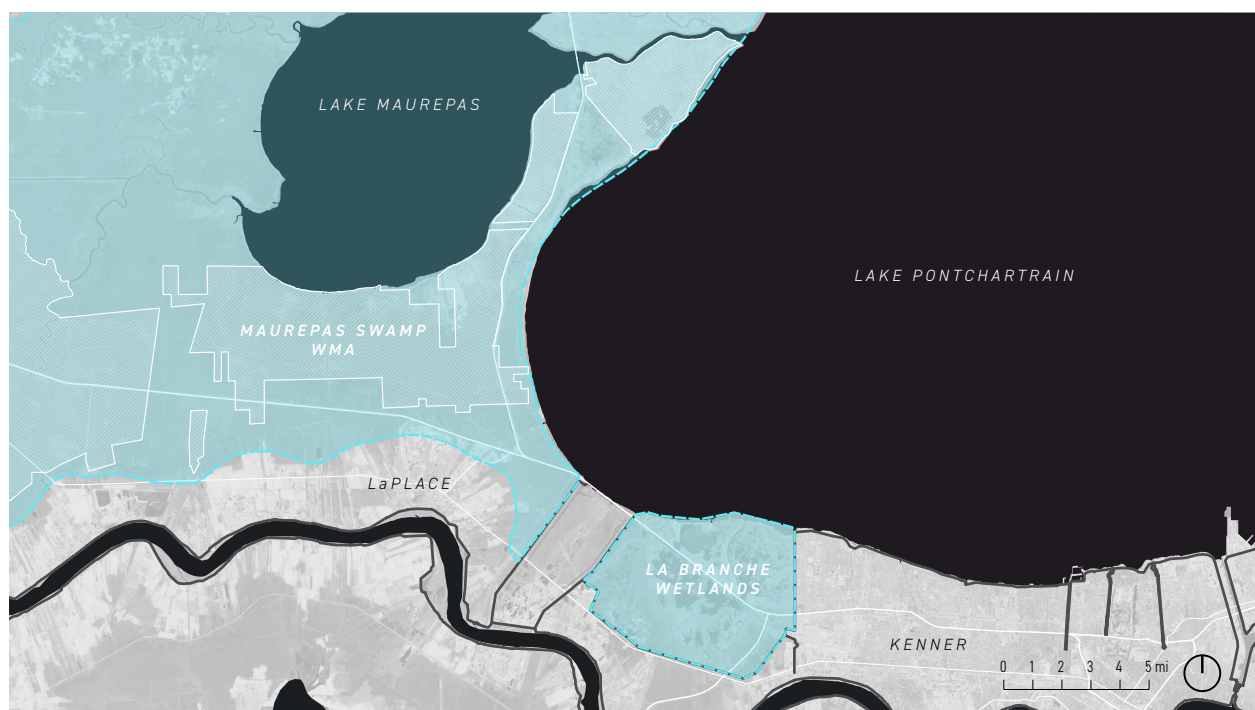 LAKE MAUREPAS
LAKE PONTCHARTRAIN
MAUREPAS SWAMP
WMA
LaPLACE
LA BRANCHE
WETLANDS
KENNER
0 1 2 3 4 5 mi